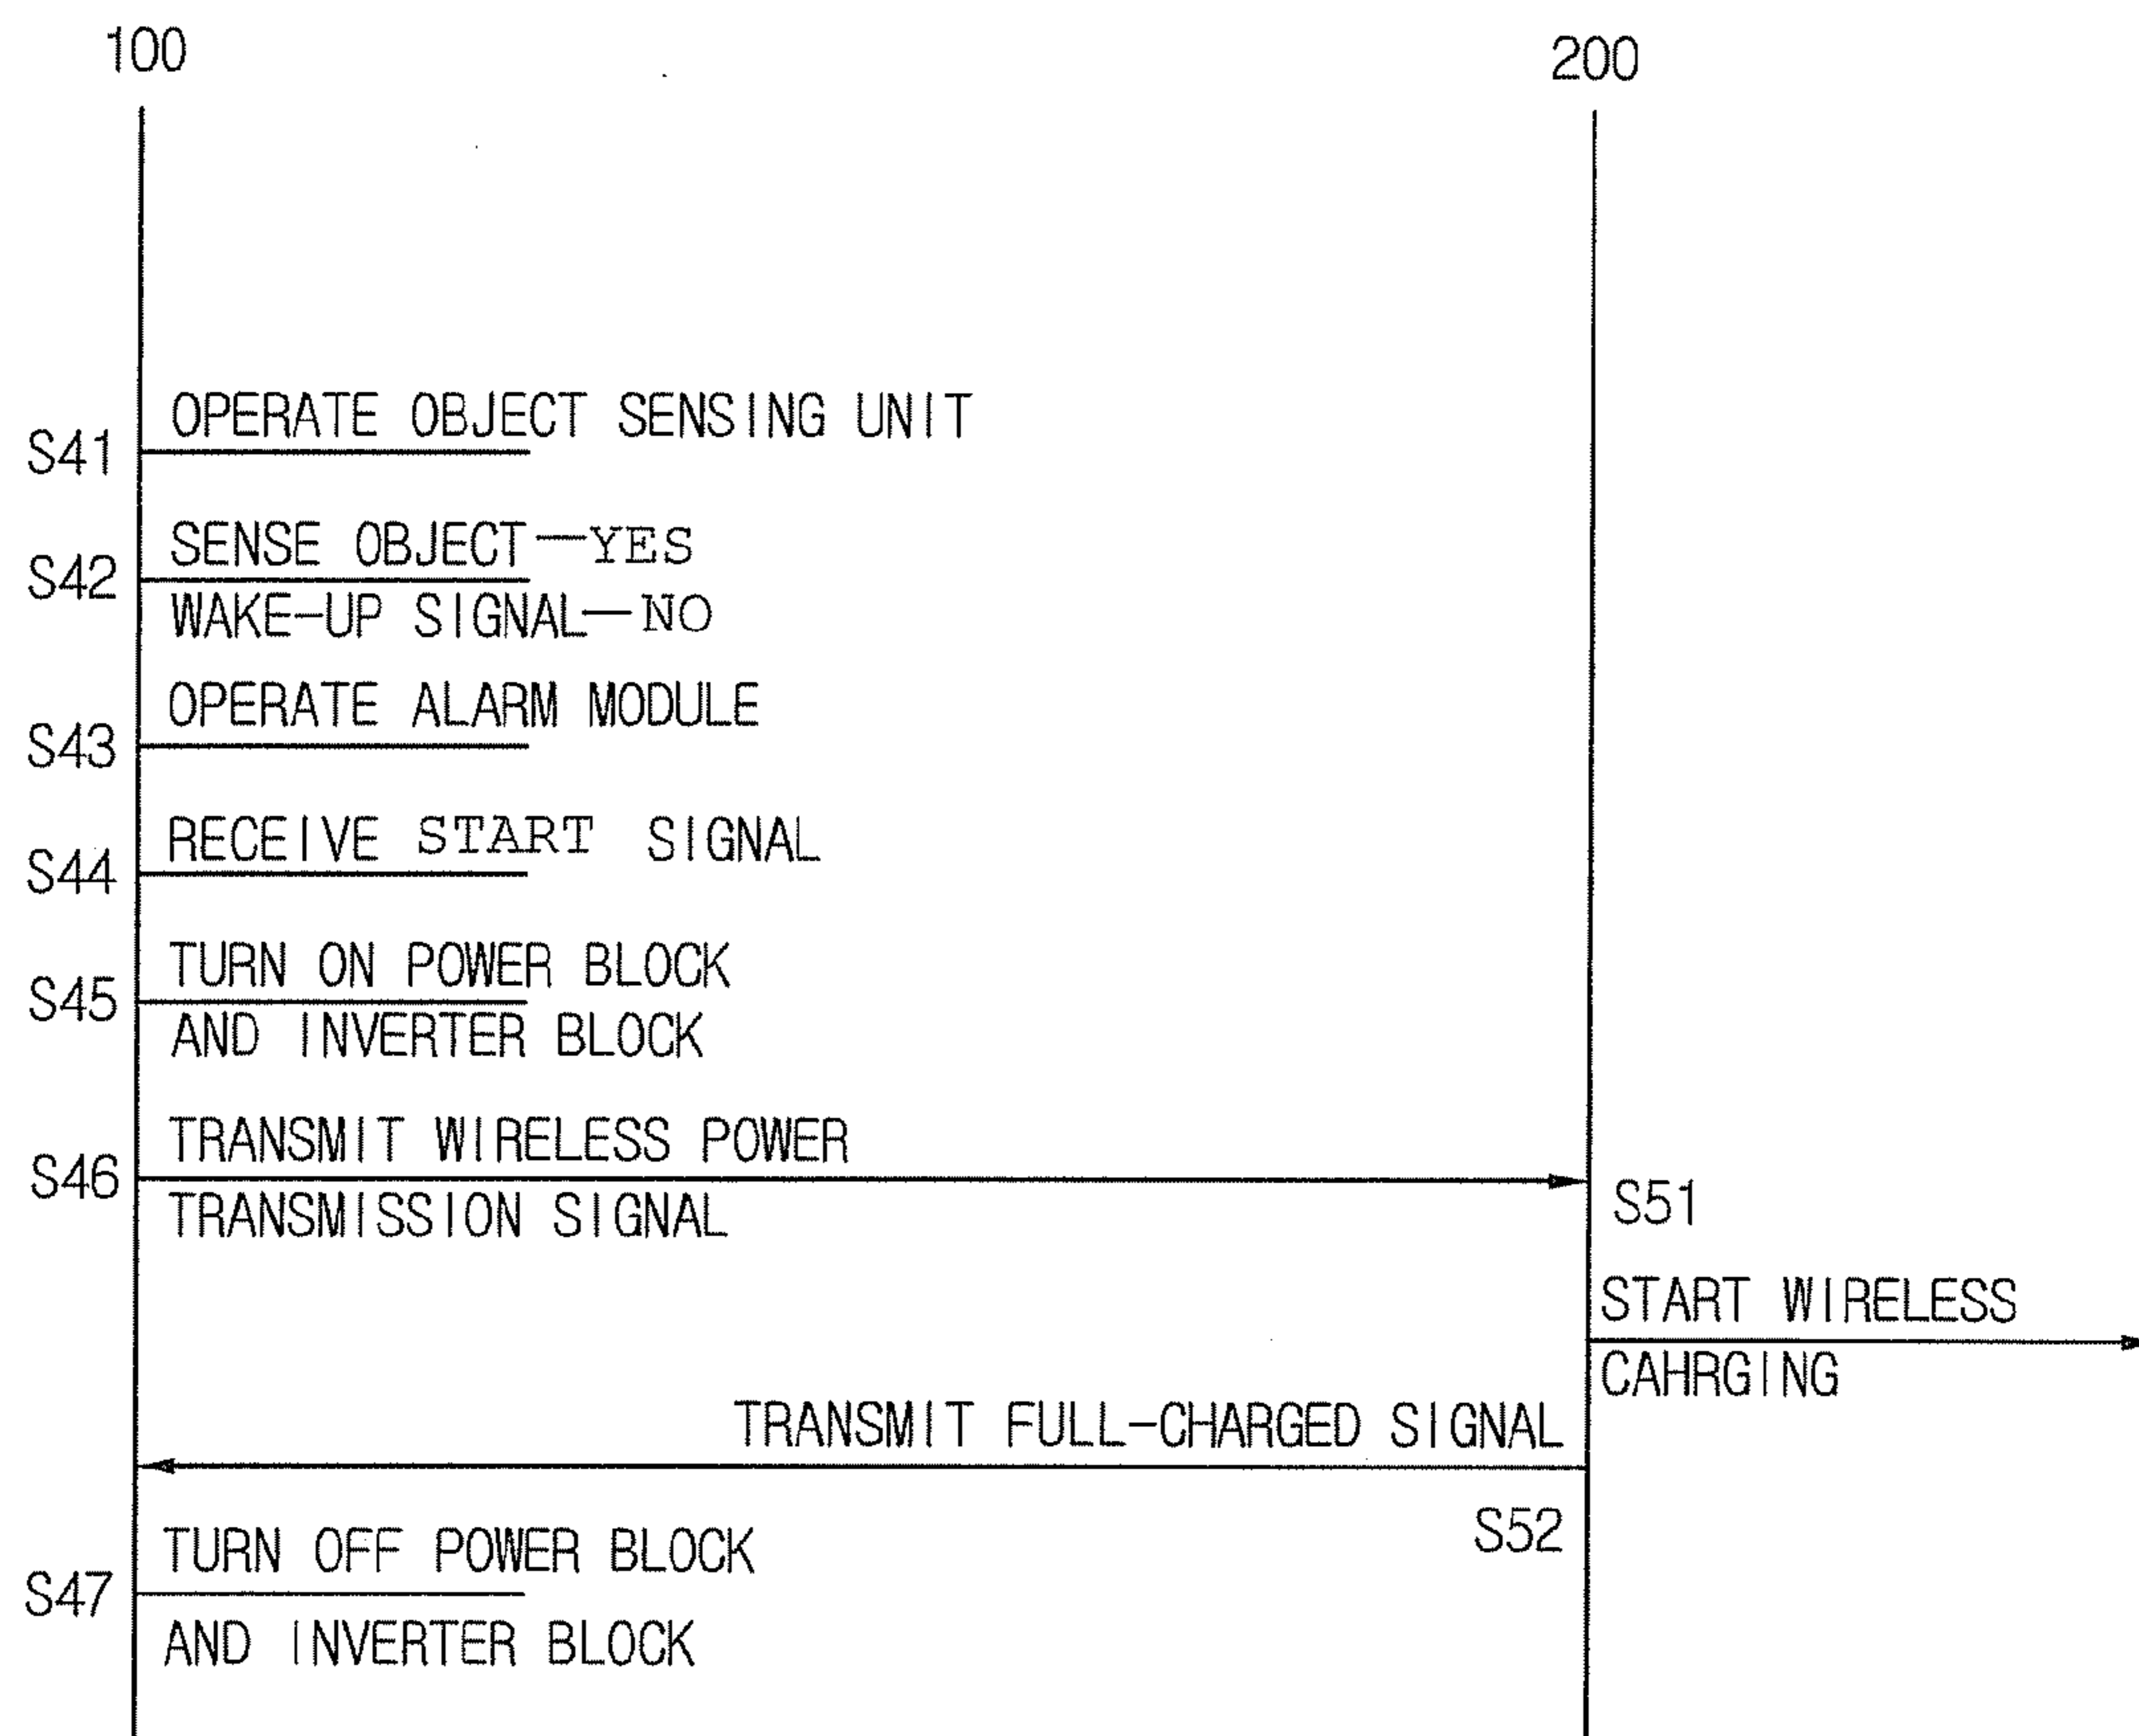 100
200
OPERATE OBJECT SENSING UNIT
S41
SENSE OBJECT—YES
S42
WAKE-UP SIGNAL—NO
OPERATE ALARM MODULE
S43
RECEIVE START SIGNAL
S44
TURN ON POWER BLOCK
S45
AND INVERTER BLOCK
TRANSMIT WIRELESS POWER
S46
TRANSMISSION SIGNAL
S51
START WIRELESS
CAHRGING
TRANSMIT FULL-CHARGED SIGNAL
S52
TURN OFF POWER BLOCK
S47
AND INVERTER BLOCK